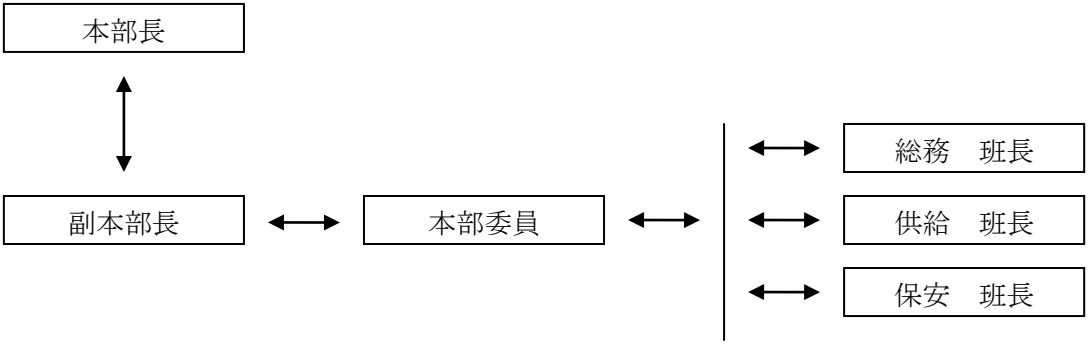 本部長
副本部長
本部委員
総務　班長
供給　班長
保安　班長